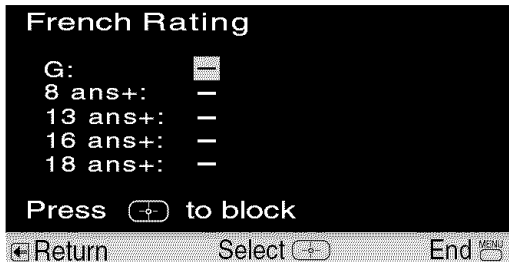 French Rating
G: –
8 ans+: –
13 ans+: –
16 ans+: –
18 ans+: –
Press to block
Return Select End MENU